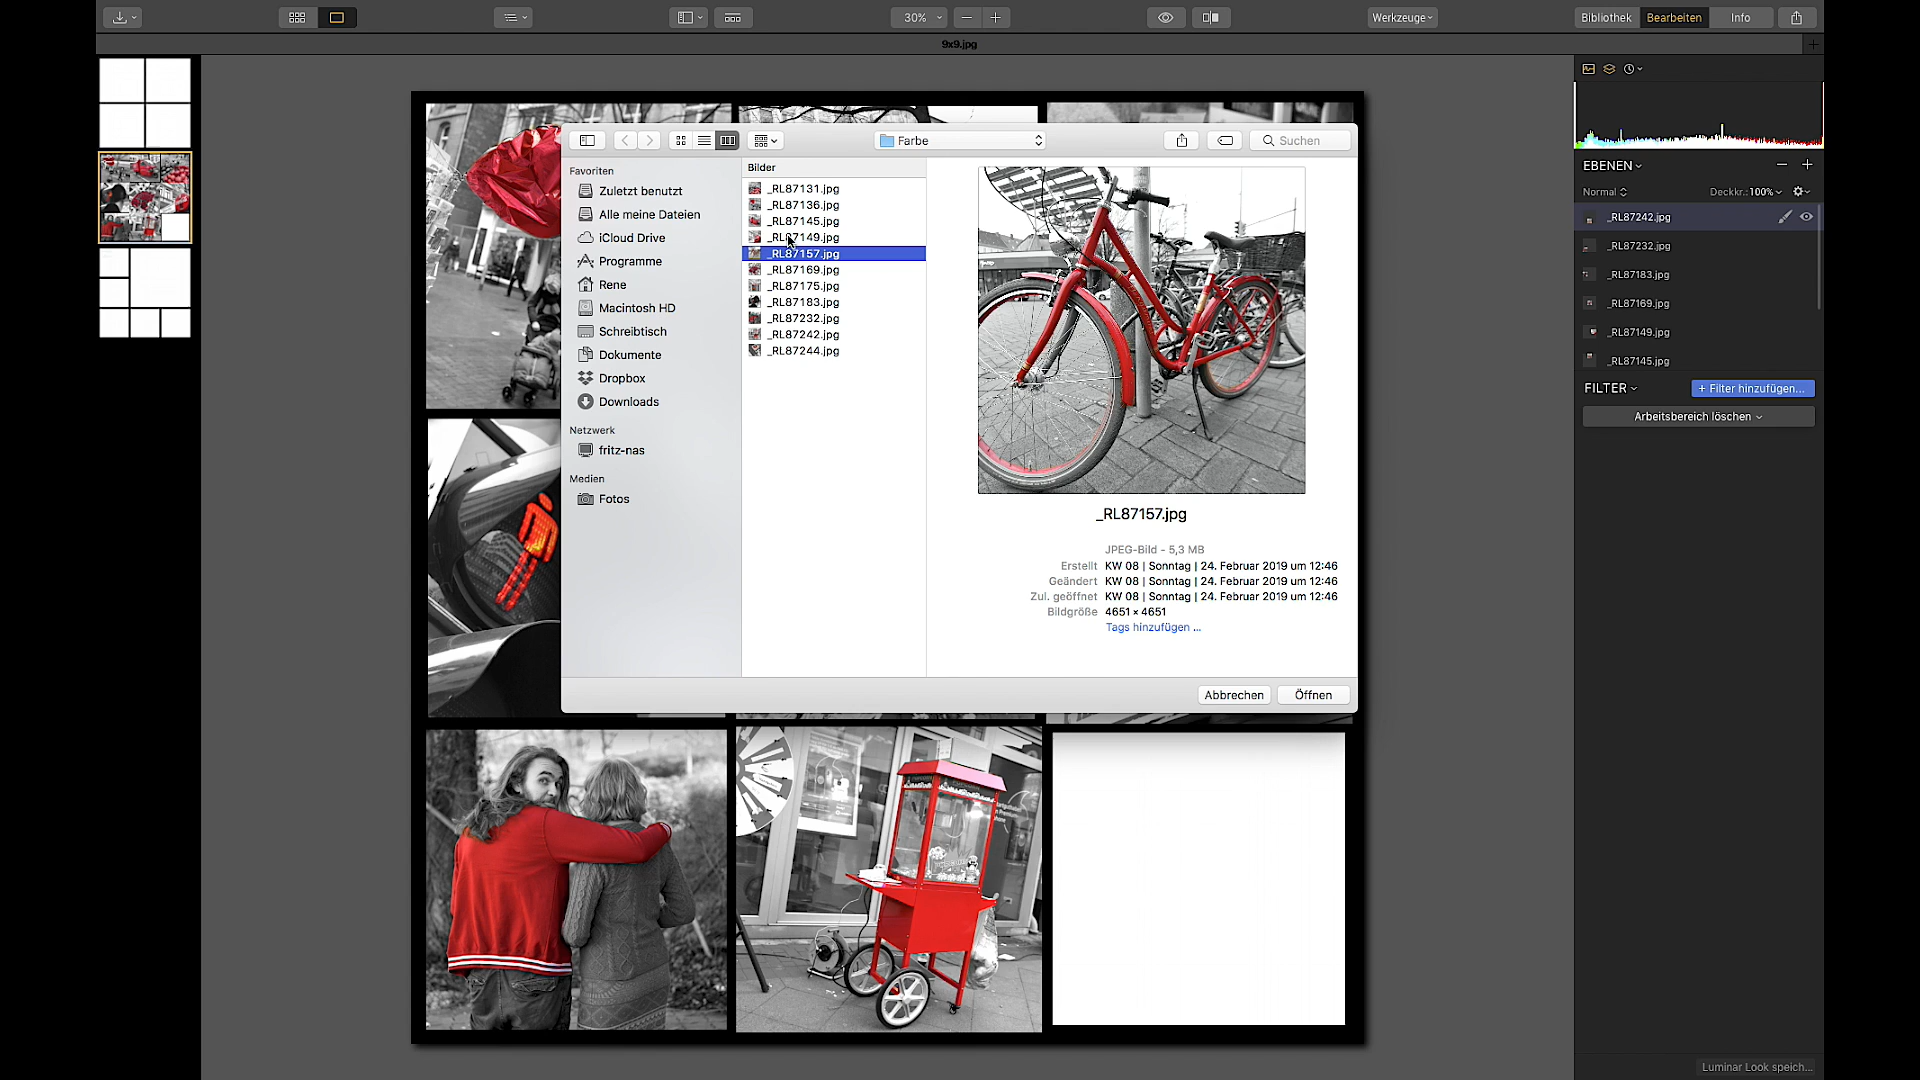 30%
Werkzeuge
Bibliothek
Bearbeiten
Info
9x9.jpg
Farbe
Suchen
Favoriten
Zuletzt benutzt
Alle meine Dateien
iCloud Drive
Programme
Rene
Macintosh HD
Schreibtisch
Dokumente
Dropbox
Downloads
Netzwerk
fritz-nas
Medien
Fotos
Bilder
_RL87131.jpg
_RL87136.jpg
_RL87145.jpg
_RL87149.jpg
_RL87157.jpg
_RL87169.jpg
_RL87175.jpg
_RL87183.jpg
_RL87232.jpg
_RL87242.jpg
_RL87244.jpg
_RL87157.jpg
JPEG-Bild - 5,3 MB
Erstellt KW 08 | Sonntag | 24. Februar 2019 um 12:46
Geändert KW 08 | Sonntag | 24. Februar 2019 um 12:46
Zul. geöffnet KW 08 | Sonntag | 24. Februar 2019 um 12:46
Bildgröße 4651 × 4651
Tags hinzufügen ...
Abbrechen
Öffnen
EBENEN
Normal
Deckkr.: 100%
_RL87242.jpg
_RL87232.jpg
_RL87183.jpg
_RL87169.jpg
_RL87149.jpg
_RL87145.jpg
FILTER
+ Filter hinzufügen...
Arbeitsbereich löschen
Luminar Look speich...